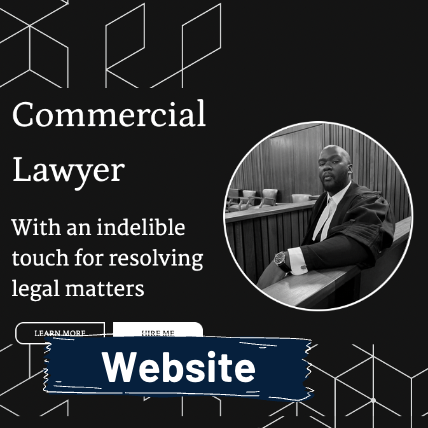 Commercial
Lawyer
With an indelible
touch for resolving
legal matters
LEARN MORE
HIRE ME
Website